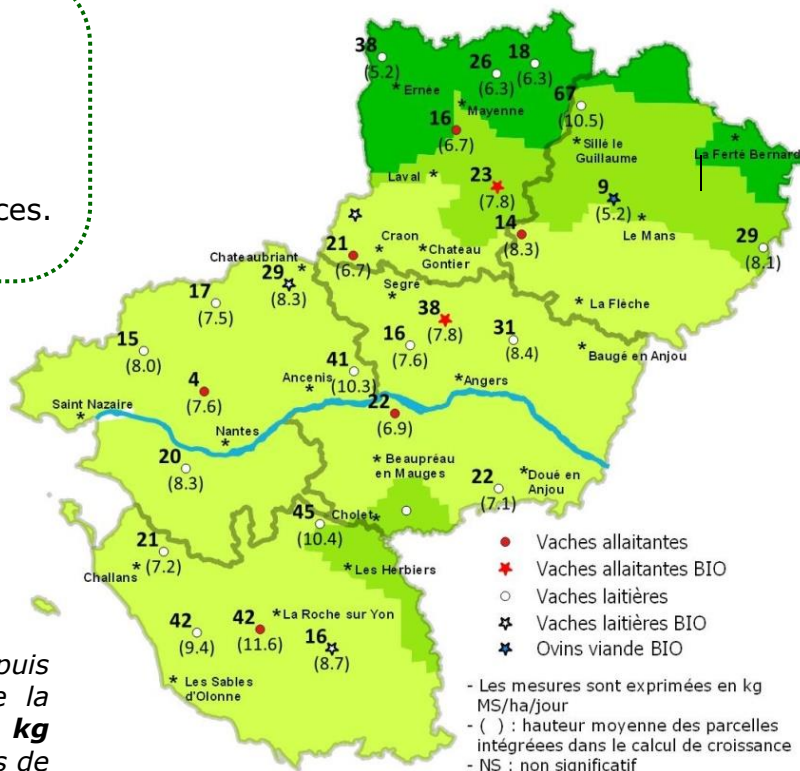 ces.
38
(5.2)
* Ernée
26
(6.3)
18
(6.3)
* Mayenne
16
(6.7)
67
(10.5)
* Sillé le
Guillaume
La Ferté Bernard
Laval *
23
(7.8)
9
(5.2)
* Le Mans
14
(8.3)
29
(8.1)
21
(6.7)
Craon
* Chateau
Gontier
* La Flèche
Chateaubriant *
29
(8.3)
Segré
*
17
(7.5)
38
(7.8)
16
(7.6)
31
(8.4)
* Baugé en Anjou
15
(8.0)
41
(10.3)
Ancenis *
* Angers
4
(7.6)
Saint Nazaire
*
Nantes
*
22
(6.9)
20
(8.3)
* Beaupréau
en Mauges
22
(7.1)
* Doué en
Anjou
45
(10.4)
Cholet *
21
(7.2)
Challans *
* Les Herbiers
42
(9.4)
42
(11.6)
* La Roche sur Yon
16
(8.7)
* Les Sables
d'Olonne
Vaches allaitantes
Vaches allaitantes BIO
Vaches laitières
Vaches laitières BIO
Ovins viande BIO
- Les mesures sont exprimées en kg
MS/ha/jour
- ( ) : hauteur moyenne des parcelles
intégréees dans le calcul de croissance
- NS : non significatif
puis
e la
kg
s de